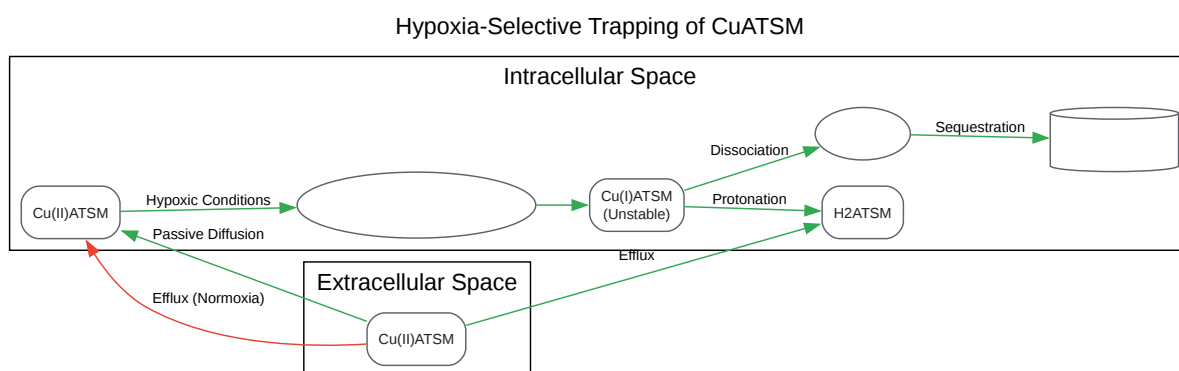 Hypoxia-Selective Trapping of CuATSM
Intracellular Space
Sequestration
Dissociation
Cu(I)ATSM
(Unstable)
Protonation
Hypoxic Conditions
Cu(II)ATSM
H2ATSM
Passive Diffusion
Efflux
Extracellular Space
Efflux (Normoxia)
Cu(II)ATSM